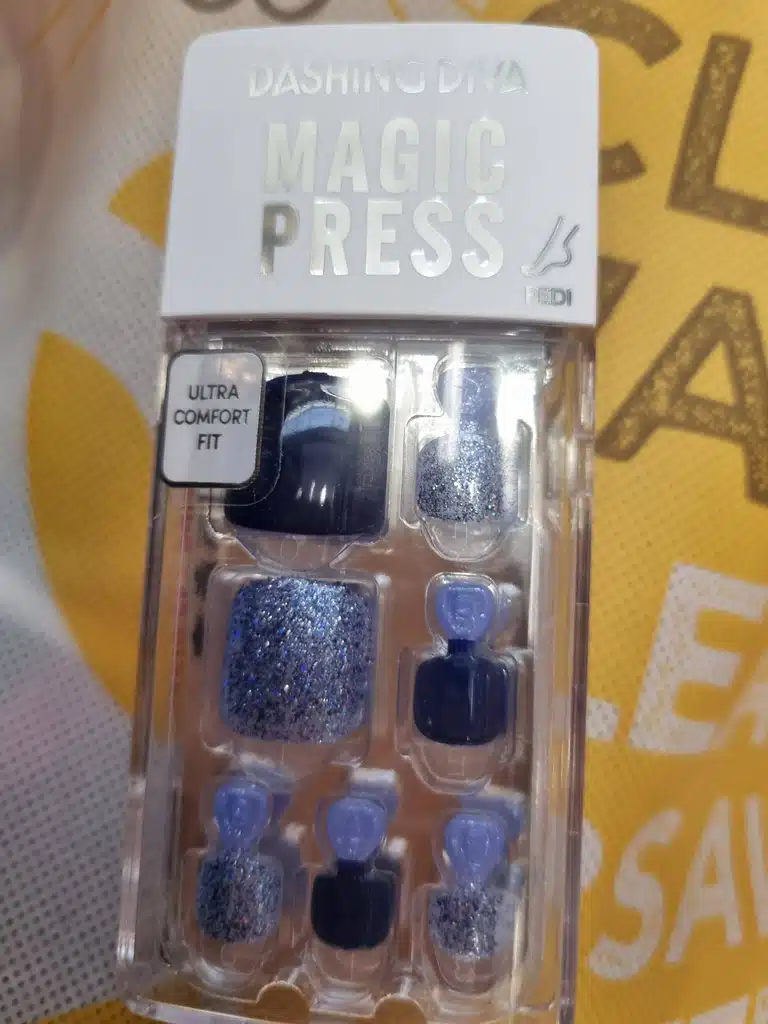 DASHING DIVA
MAGIC
PRESS
PEDI
ULTRA
COMFORT
FIT